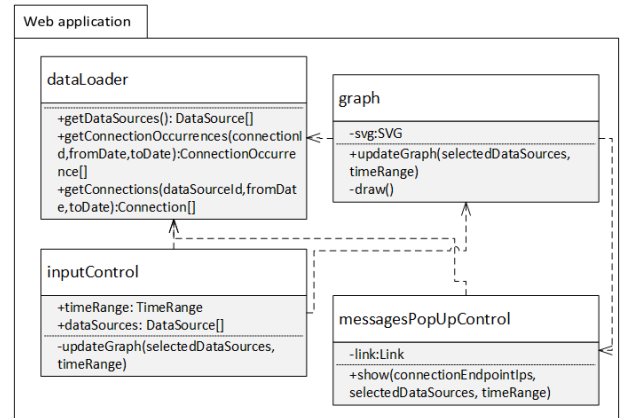 Web application
dataLoader
+getDataSources(): DataSource[]
+getConnectionOccurrences(connectionI
d,fromDate,toDate):ConnectionOccurre
nce[]
+getConnections(dataSourceId,fromDat
e,toDate):Connection[]
graph
-svg:SVG
+updateGraph(selectedDataSources,
timeRange)
-draw()
inputControl
+timeRange: TimeRange
+dataSources: DataSource[]
-updateGraph(selectedDataSources,
timeRange)
messagesPopUpControl
-link:Link
+show(connectionEndpointIps,
selectedDataSources, timeRange)